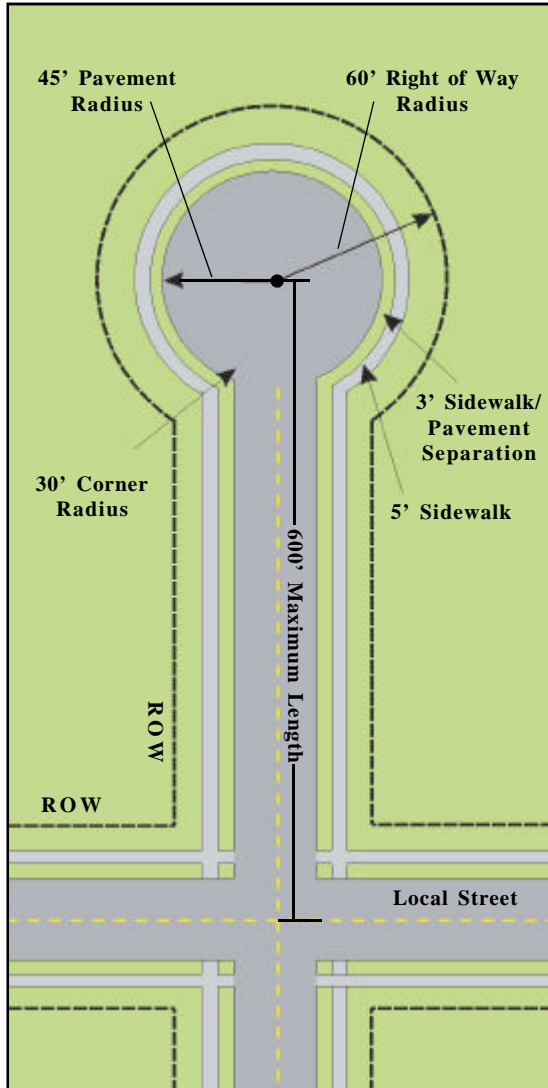 45’ Pavement
Radius
60’ Right of Way
Radius
3’ Sidewalk/
Pavement
Separation
30’ Corner
Radius
5’ Sidewalk
600’ Maximum Length
ROW
ROW
Local Street